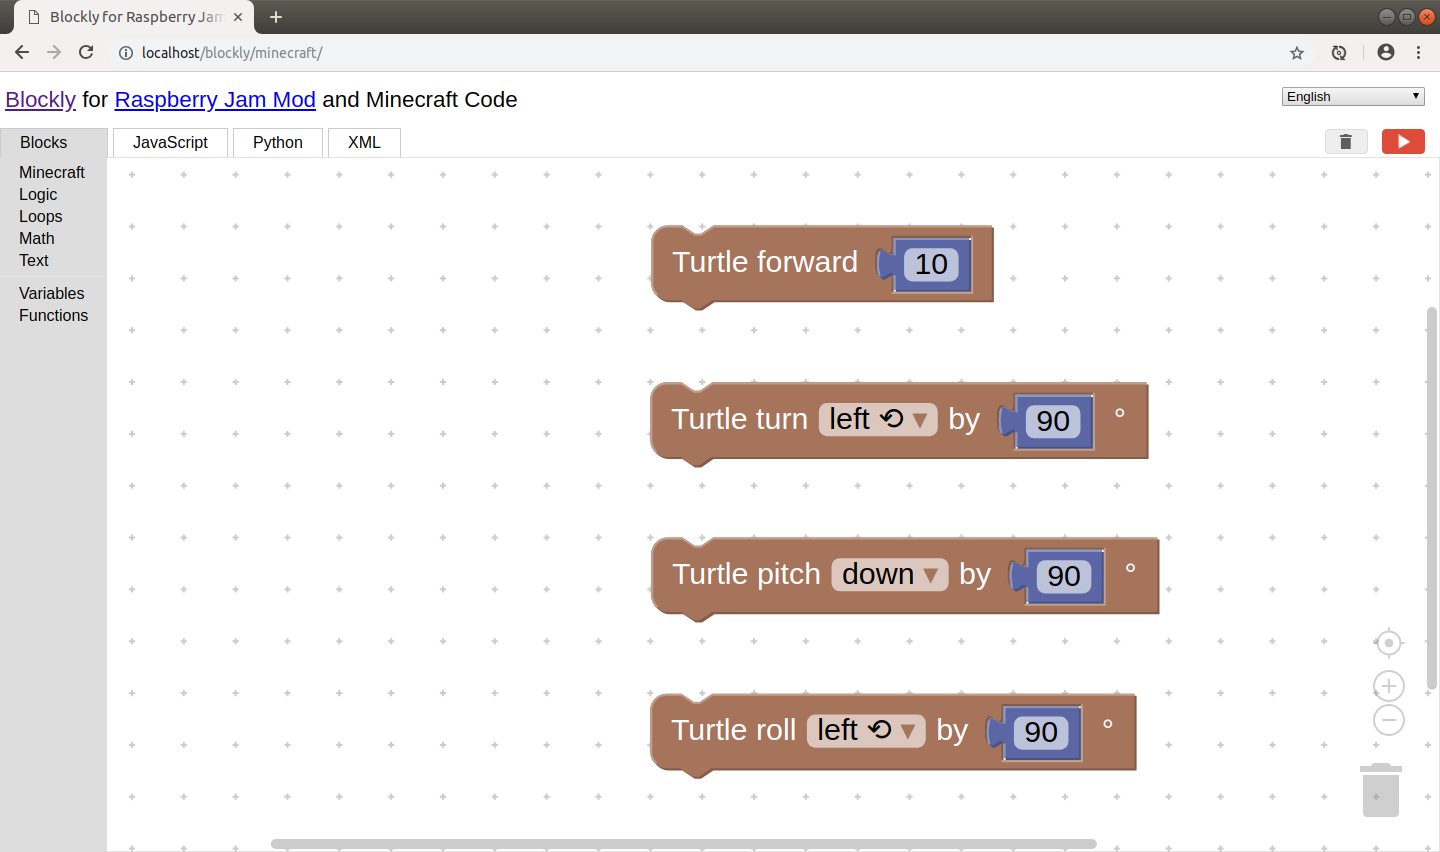 Blockly for Raspberry Jam
localhost/blockly/minecraft/
Blockly for Raspberry Jam Mod and Minecraft Code
English
Blocks
JavaScript
Python
XML
Minecraft
Logic
Loops
Math
Text
Variables
Functions
Turtle forward 10
Turtle turn left ⟲ ▾ by 90 °
Turtle pitch down ▾ by 90 °
Turtle roll left ⟲ ▾ by 90 °